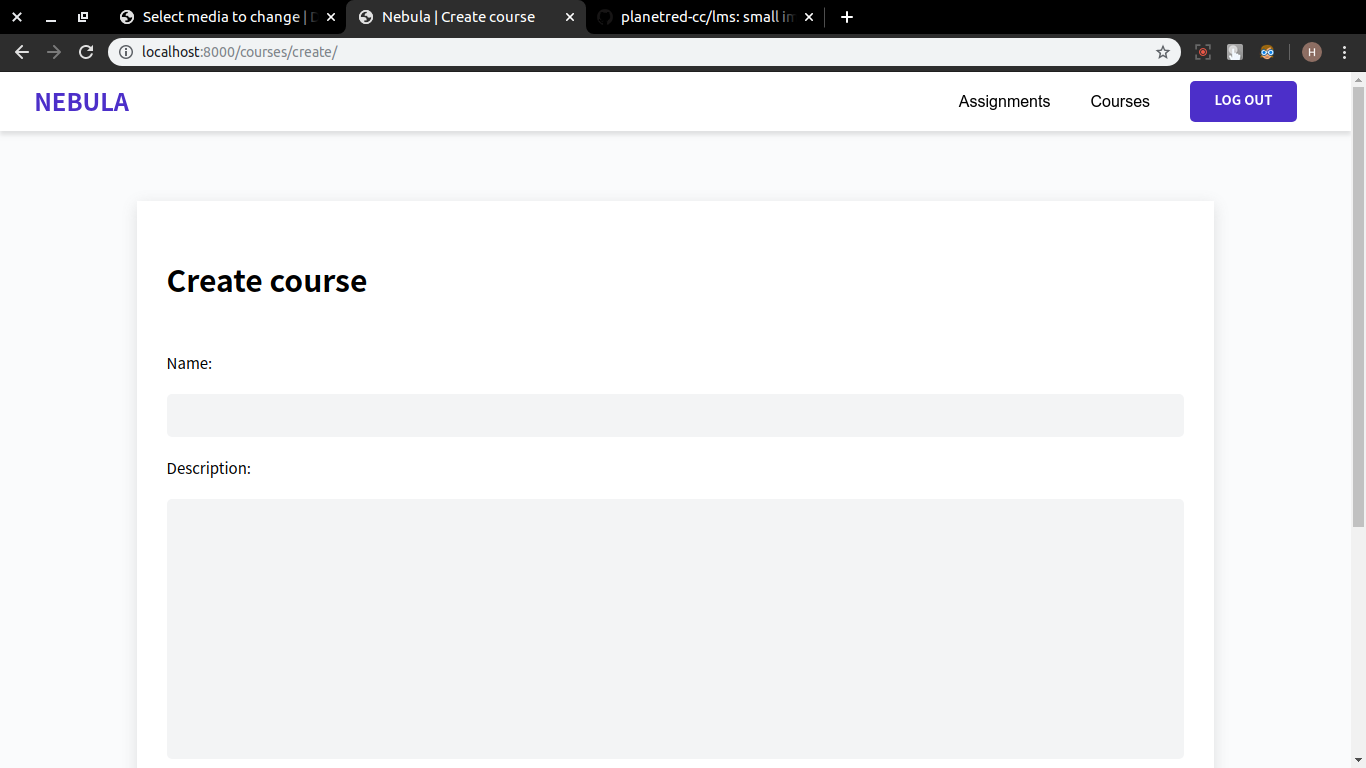 Select media to change |
Nebula | Create course
planetred-cc/lms: small
localhost:8000/courses/create/
H
NEBULA
Assignments
Courses
LOG OUT
Create course
Name:
Description: